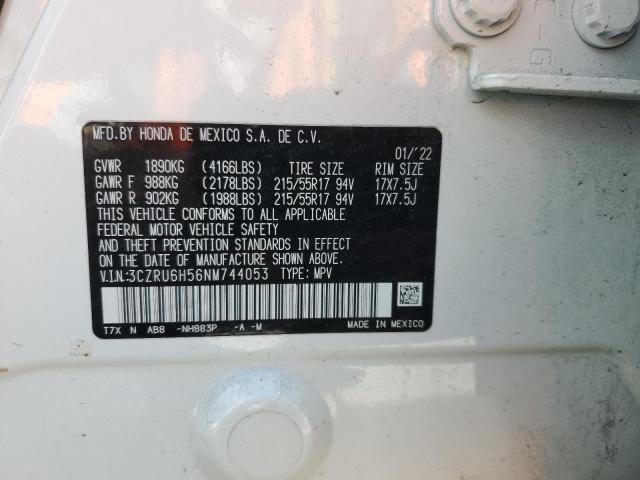 MFD.BY HONDA DE MEXICO S.A. DE C.V.
01/'22
GVWR 1890KG (4166LBS) TIRE SIZE RIM SIZE
GAWR F 988KG (2178LBS) 215/55R17 94V 17X7.5J
GAWR R 902KG (1988LBS) 215/55R17 94V 17X7.5J
THIS VEHICLE CONFORMS TO ALL APPLICABLE
FEDERAL MOTOR VEHICLE SAFETY
AND THEFT PREVENTION STANDARDS IN EFFECT
ON THE DATE OF MANUFACTURE SHOWN ABOVE.
V.I.N:3CZRU6H56NM744053 TYPE: MPV
T7X N AB8 -NH883P -A -M MADE IN MEXICO